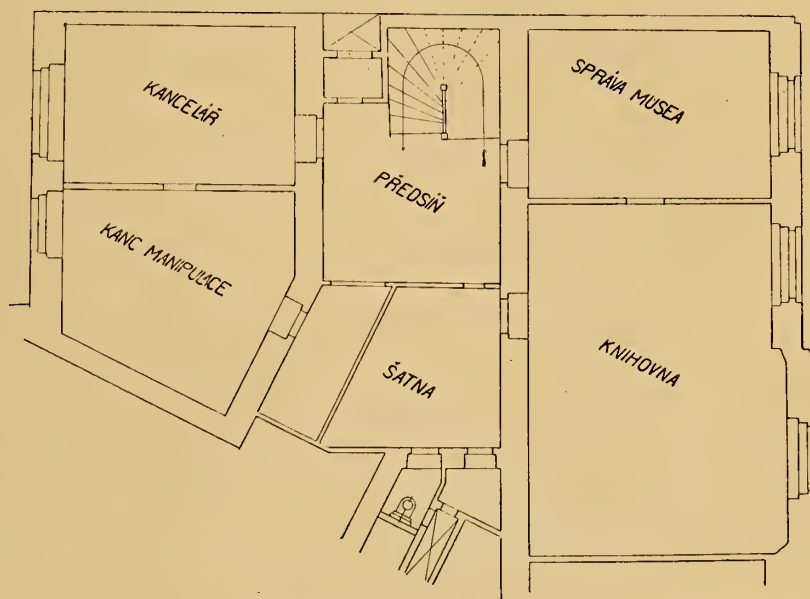 KANCELÁŘ
SPRÁVA MUSEA
PŘEDSÍŇ
KANC MANIPULACE
KNIHOVNA
ŠATNA